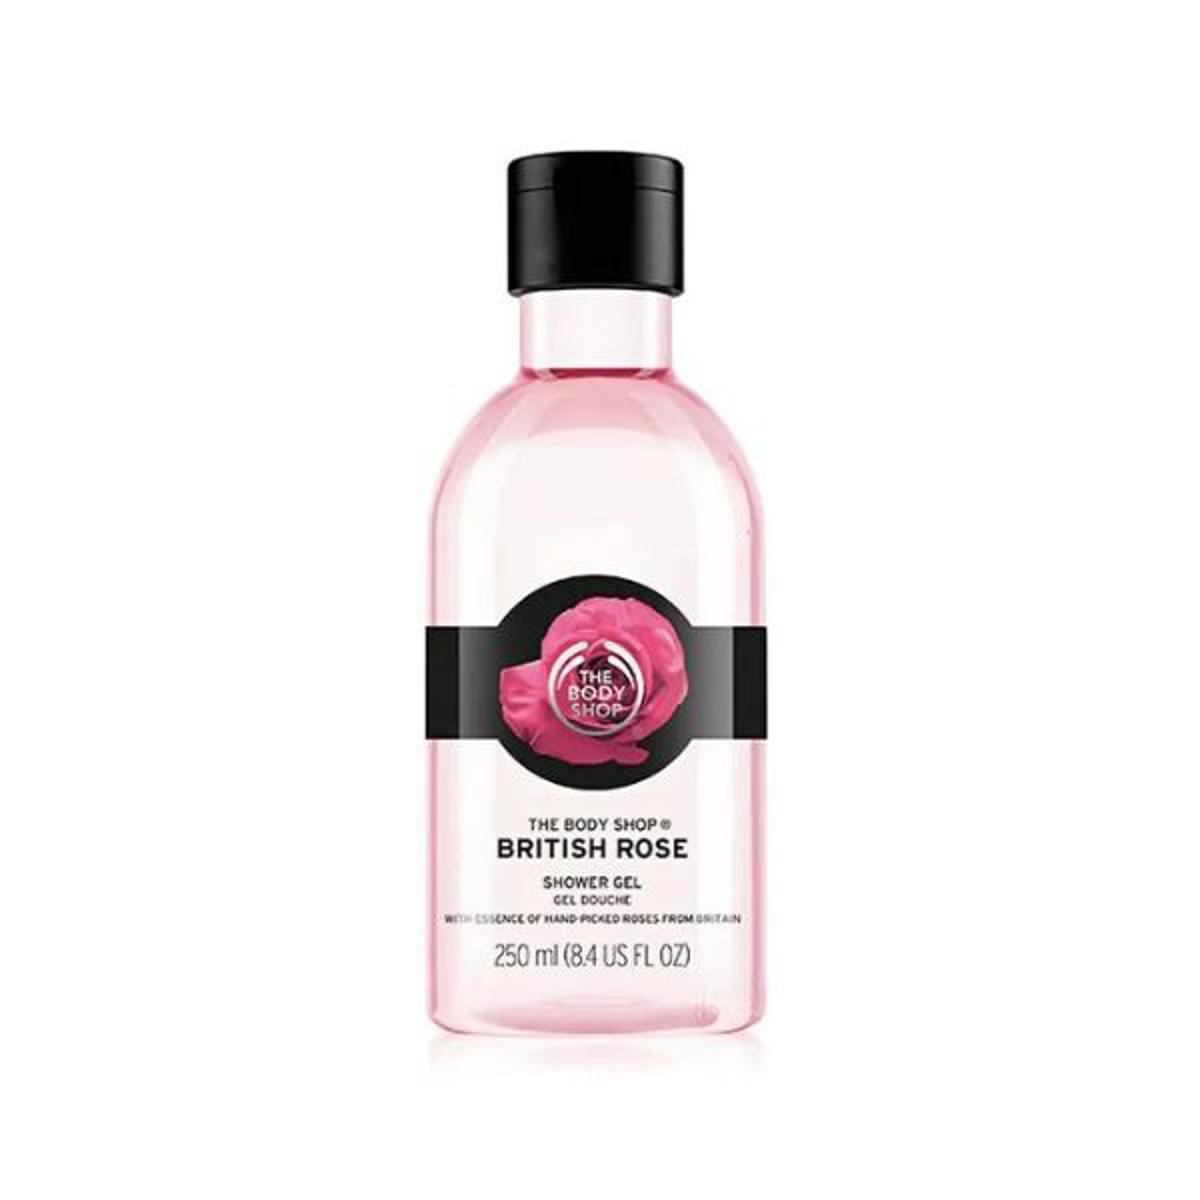 THE
BODY
SHOP
THE BODY SHOP®
BRITISH ROSE
SHOWER GEL
GEL DOUCHE
WITH ESSENCE OF HAND-PICKED ROSES FROM BRITAIN
250 ml (8.4 US FL OZ)